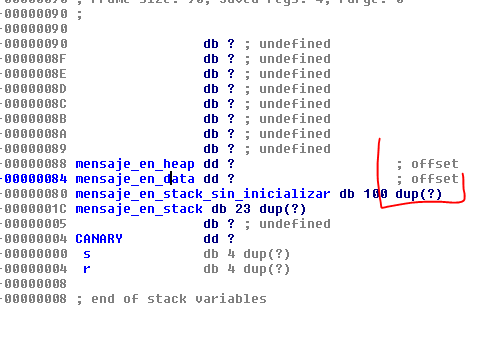 -00000090 ;
-00000090
-00000090 db ? ; undefined
-0000008F db ? ; undefined
-0000008E db ? ; undefined
-0000008D db ? ; undefined
-0000008C db ? ; undefined
-0000008B db ? ; undefined
-0000008A db ? ; undefined
-00000089 db ? ; undefined
-00000088 mensaje_en_heap dd ? ; offset
-00000084 mensaje_en_data dd ? ; offset
-00000080 mensaje_en_stack_sin_inicializar db 100 dup(?)
-0000001C mensaje_en_stack db 23 dup(?)
-00000005 db ? ; undefined
-00000004 CANARY dd ?
+00000000 s db 4 dup(?)
+00000004 r db 4 dup(?)
+00000008
+00000008 ; end of stack variables